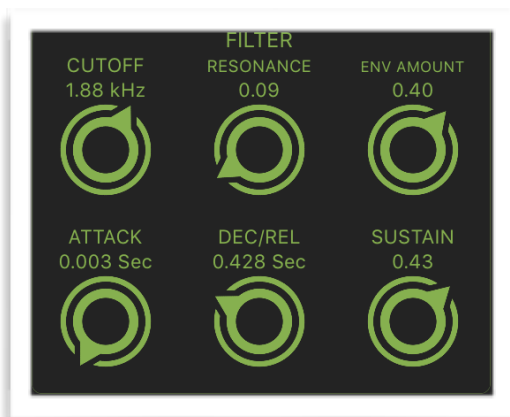 FILTER
CUTOFF RESONANCE ENV AMOUNT
1.88 kHz 0.09 0.40
ATTACK DEC/REL SUSTAIN
0.003 Sec 0.428 Sec 0.43